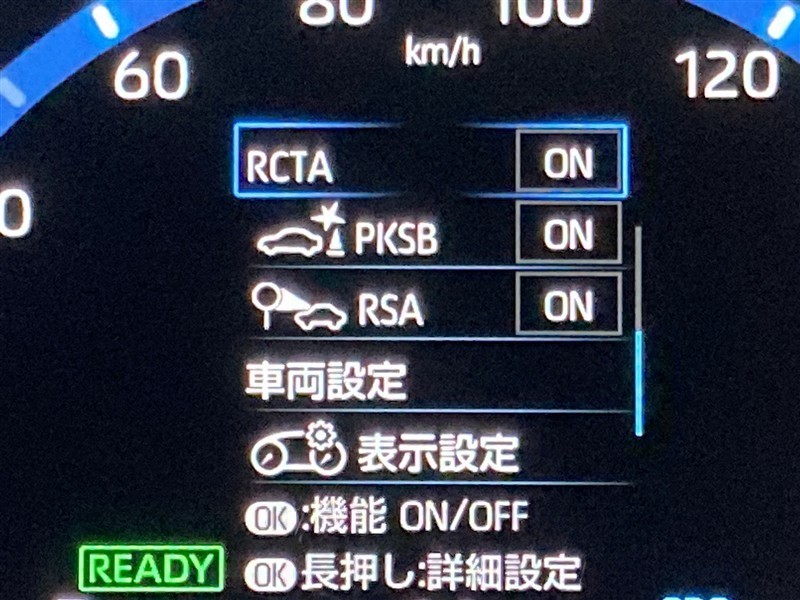 80 100
km/h
60 120
0
RCTA ON
PKSB ON
RSA ON
車両設定
表示設定
OK:機能 ON/OFF
READY
OK長押し:詳細設定